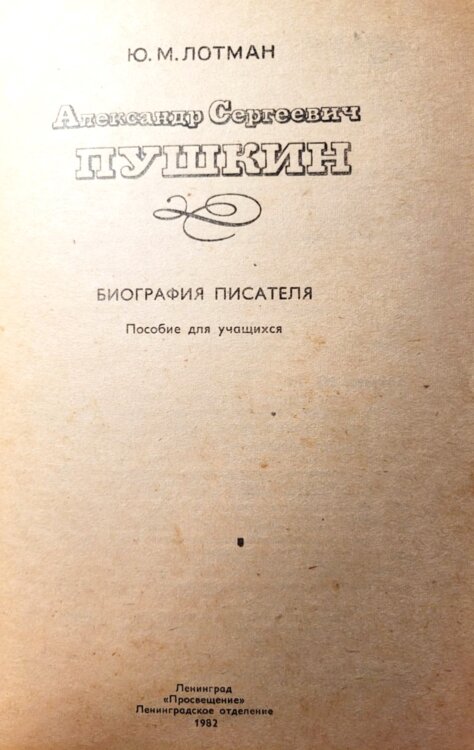 Ю. М. ЛОТМАН
Александр Сергеевич
ПУШКИН
БИОГРАФИЯ ПИСАТЕЛЯ
Пособие для учащихся
Ленинград
«Просвещение»
Ленинградское отделение
1982